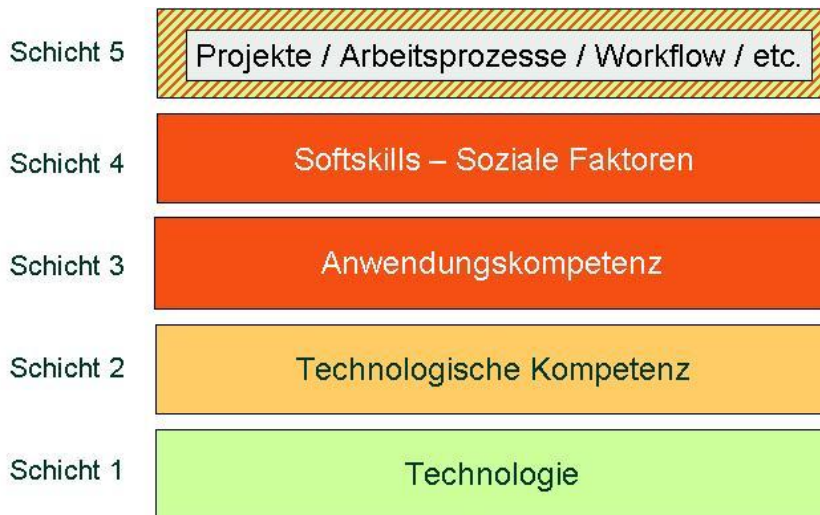 Schicht 5
Projekte / Arbeitsprozesse / Workflow / etc.
Schicht 4
Softskills – Soziale Faktoren
Schicht 3
Anwendungskompetenz
Schicht 2
Technologische Kompetenz
Schicht 1
Technologie